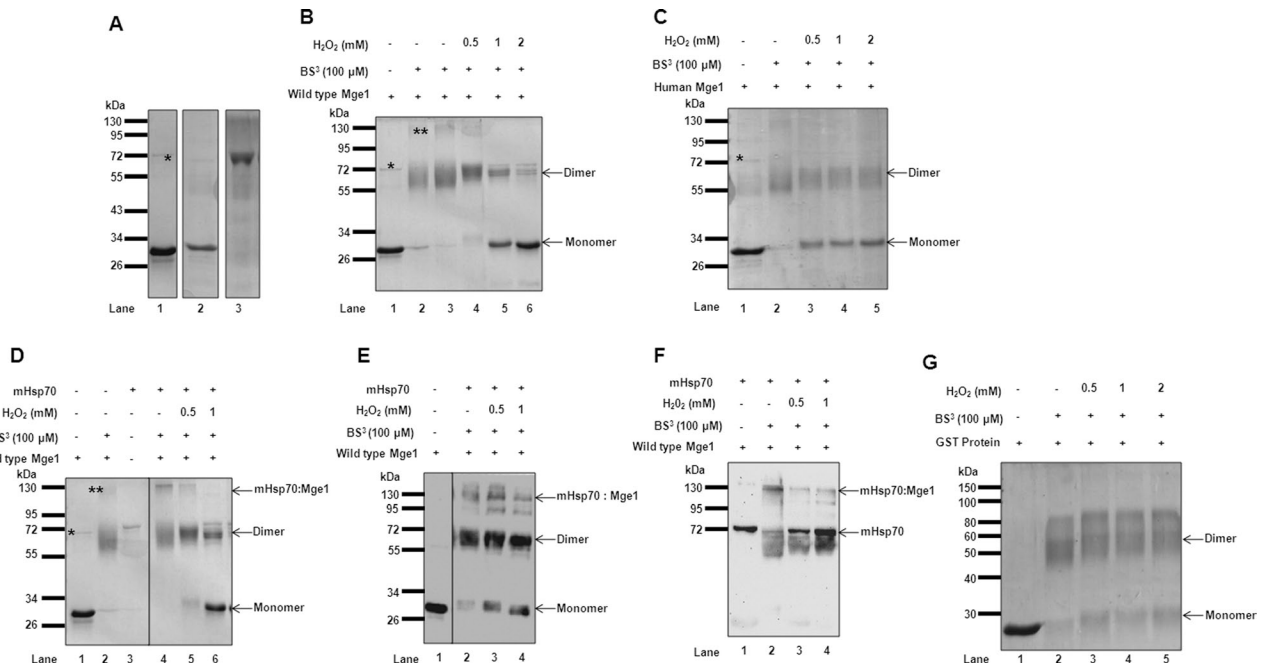 A
kDa
130
95
72
55
43
34
26
*
Lane 1 2 3
B
H₂O₂ (mM) - - - 0.5 1 2
BS³ (100 µM) - + + + + +
Wild type Mge1 + + + + + +
kDa
130
95
72
55
34
26
*
**
Dimer
Monomer
Lane 1 2 3 4 5 6
C
H₂O₂ (mM) - - 0.5 1 2
BS³ (100 µM) - + + + +
Human Mge1 + + + + +
kDa
130
95
72
55
34
26
*
Dimer
Monomer
Lane 1 2 3 4 5
D
mHsp70 - - + + + +
H₂O₂ (mM) - - - - 0.5 1
S³ (100 µM) - + - + + +
d type Mge1 + + - + + +
kDa
130
95
72
55
34
26
*
**
mHsp70:Mge1
Dimer
Monomer
Lane 1 2 3 4 5 6
E
mHsp70 - + + +
H₂O₂ (mM) - - 0.5 1
BS³ (100 µM) - + + +
Wild type Mge1 + + + +
kDa
130
95
72
55
34
26
mHsp70 : Mge1
Dimer
Monomer
Lane 1 2 3 4
F
mHsp70 + + + +
H₂0₂ (mM) - - 0.5 1
BS³ (100 µM) - + + +
Wild type Mge1 + + + +
kDa
130
95
72
mHsp70:Mge1
mHsp70
Lane 1 2 3 4
G
H₂O₂ (mM) - - 0.5 1 2
BS³ (100 µM) - + + + +
GST Protein + + + + +
kDa
150
100
80
60
50
40
30
Dimer
Monomer
Lane 1 2 3 4 5